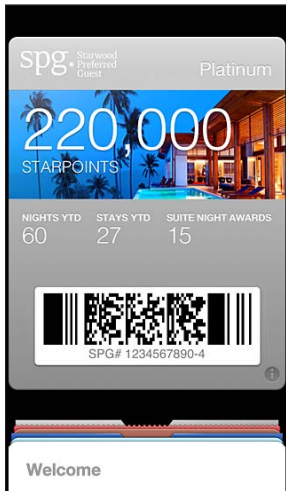 spg. Starwood
Preferred
Guest
Platinum
220,000
STARPOINTS
NIGHTS YTD STAYS YTD SUITE NIGHT AWARDS
60 27 15
SPG# 1234567890-4
i
Welcome